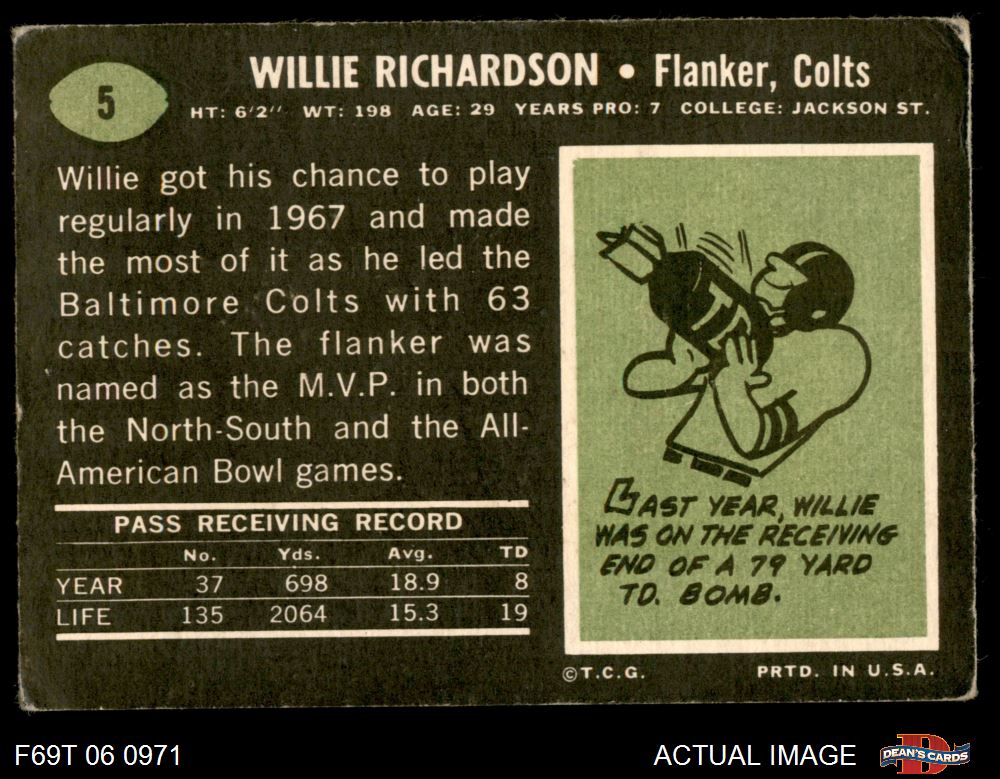 5
WILLIE RICHARDSON • Flanker, Colts
HT: 6'2'' WT: 198 AGE: 29 YEARS PRO: 7 COLLEGE: JACKSON ST.
Willie got his chance to play
regularly in 1967 and made
the most of it as he led the
Baltimore Colts with 63
catches. The flanker was
named as the M.V.P. in both
the North-South and the All-
American Bowl games.
PASS RECEIVING RECORD
No. Yds. Avg. TD
YEAR 37 698 18.9 8
LIFE 135 2064 15.3 19
LAST YEAR, WILLIE
WAS ON THE RECEIVING
END OF A 79 YARD
TD. BOMB.
©T.C.G. PRTD. IN U.S.A.
F69T 06 0971
ACTUAL IMAGE
DEAN'S CARDS